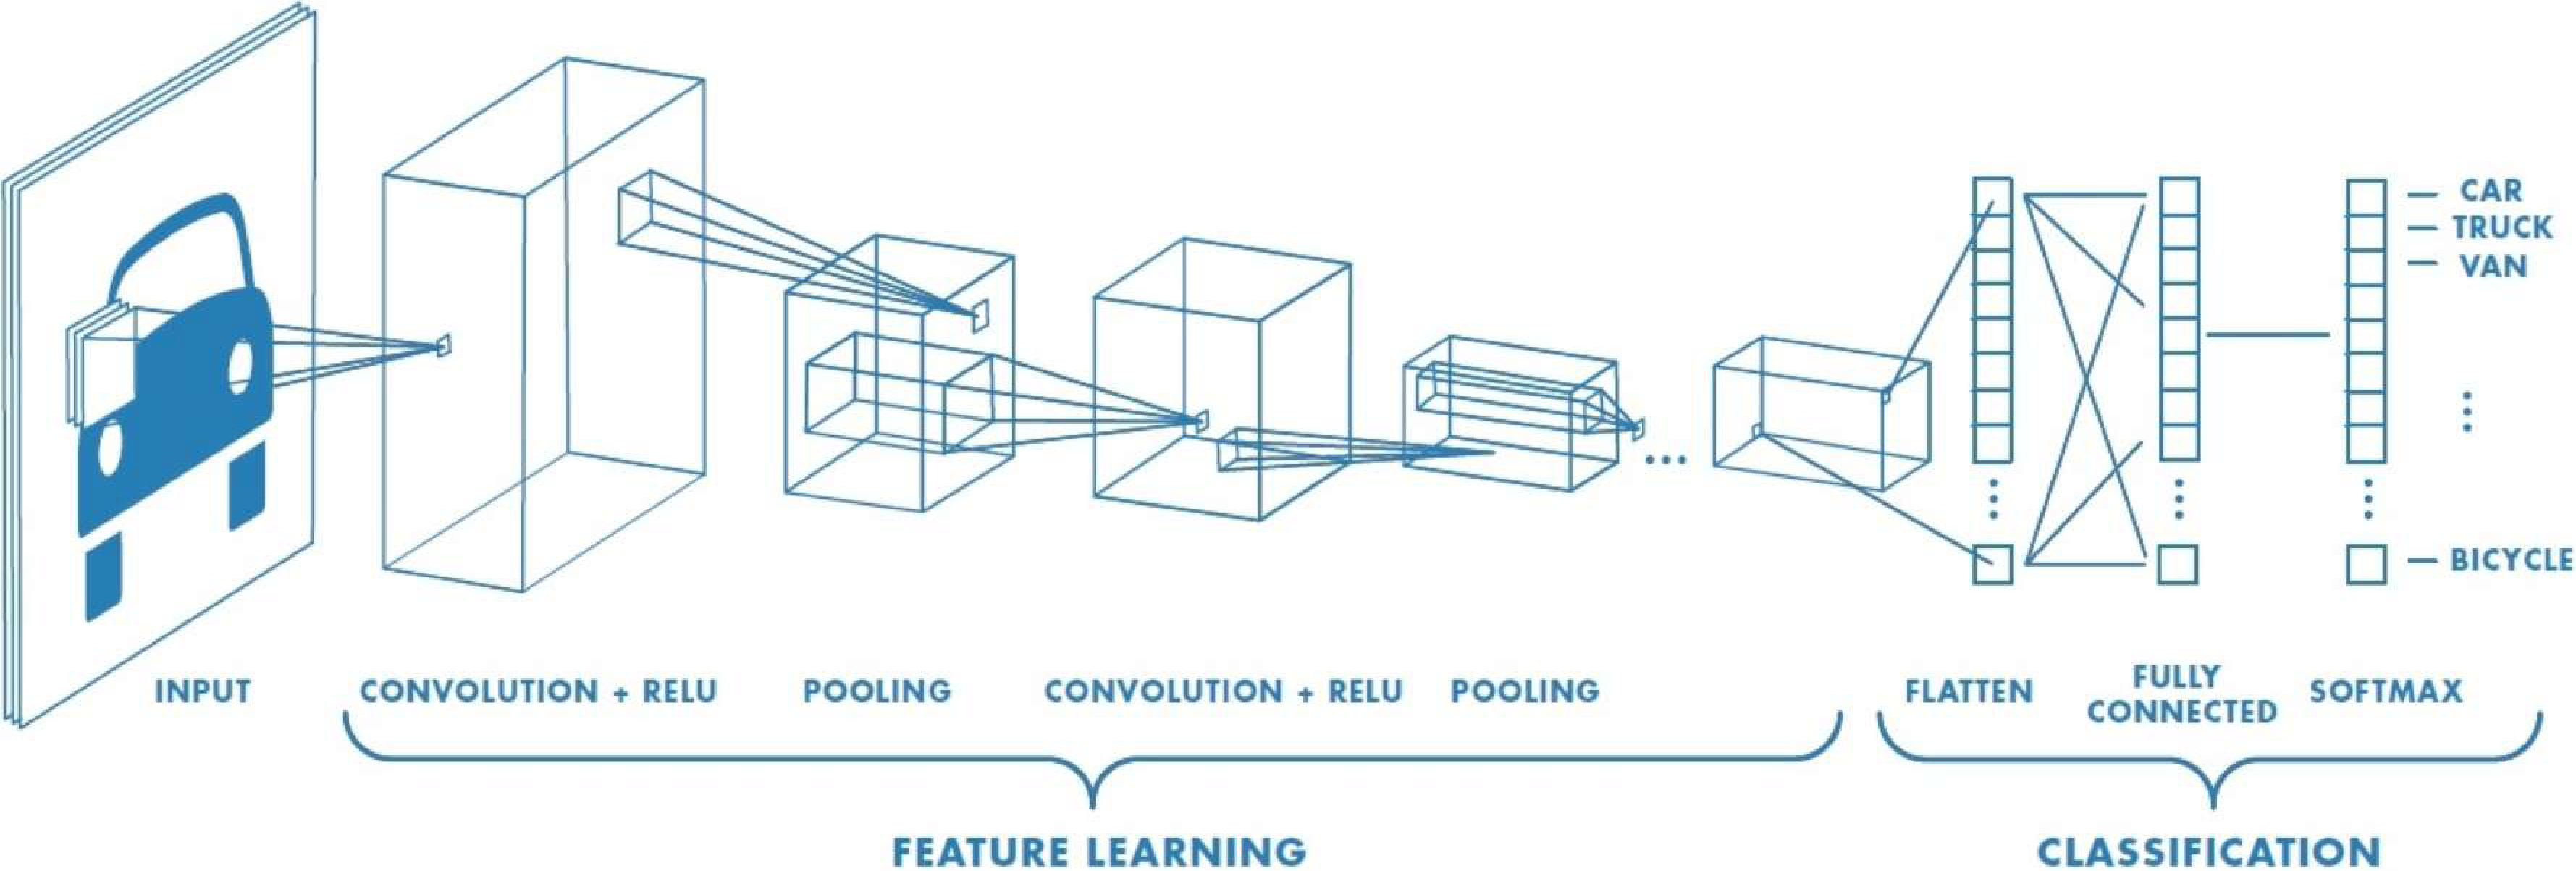 CAR
TRUCK
VAN
BICYCLE
INPUT
CONVOLUTION + RELU
POOLING
CONVOLUTION + RELU
POOLING
FLATTEN
FULLY
CONNECTED
SOFTMAX
FEATURE LEARNING
CLASSIFICATION